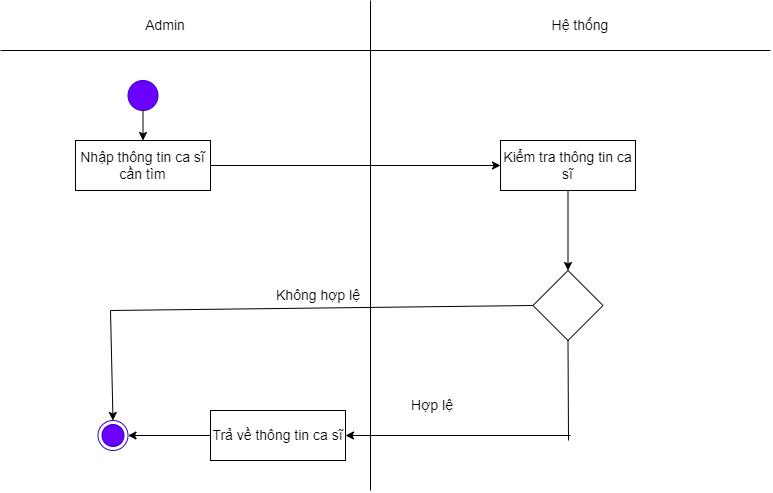 Admin
Hệ thống
Nhập thông tin ca sĩ
cần tìm
Kiểm tra thông tin ca
sĩ
Không hợp lệ
Hợp lệ
Trả về thông tin ca sĩ